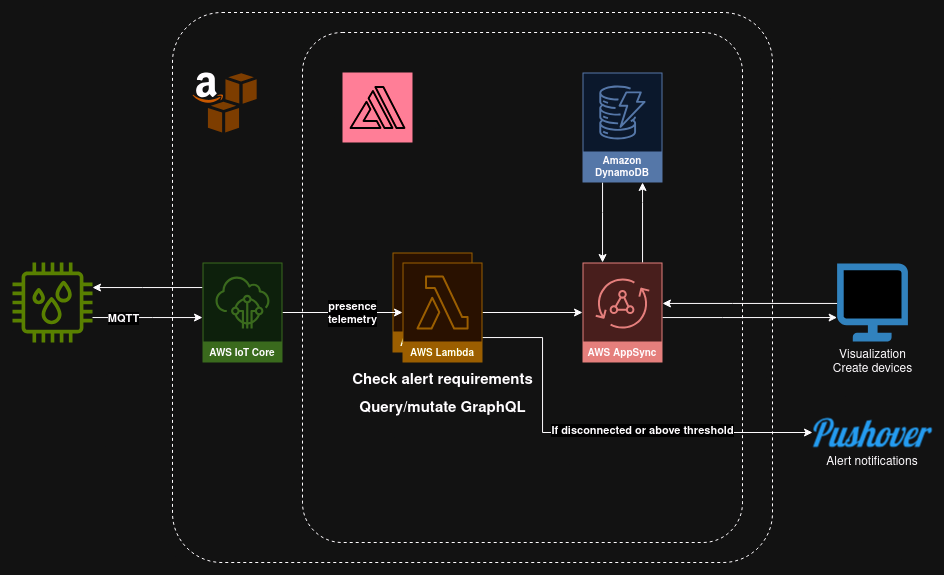 a
Amazon
DynamoDB
MQTT
AWS IoT Core
presence
telemetry
A
AWS Lambda
AWS AppSync
Check alert requirements
Query/mutate GraphQL
Visualization
Create devices
If disconnected or above threshold
Pushover
Alert notifications